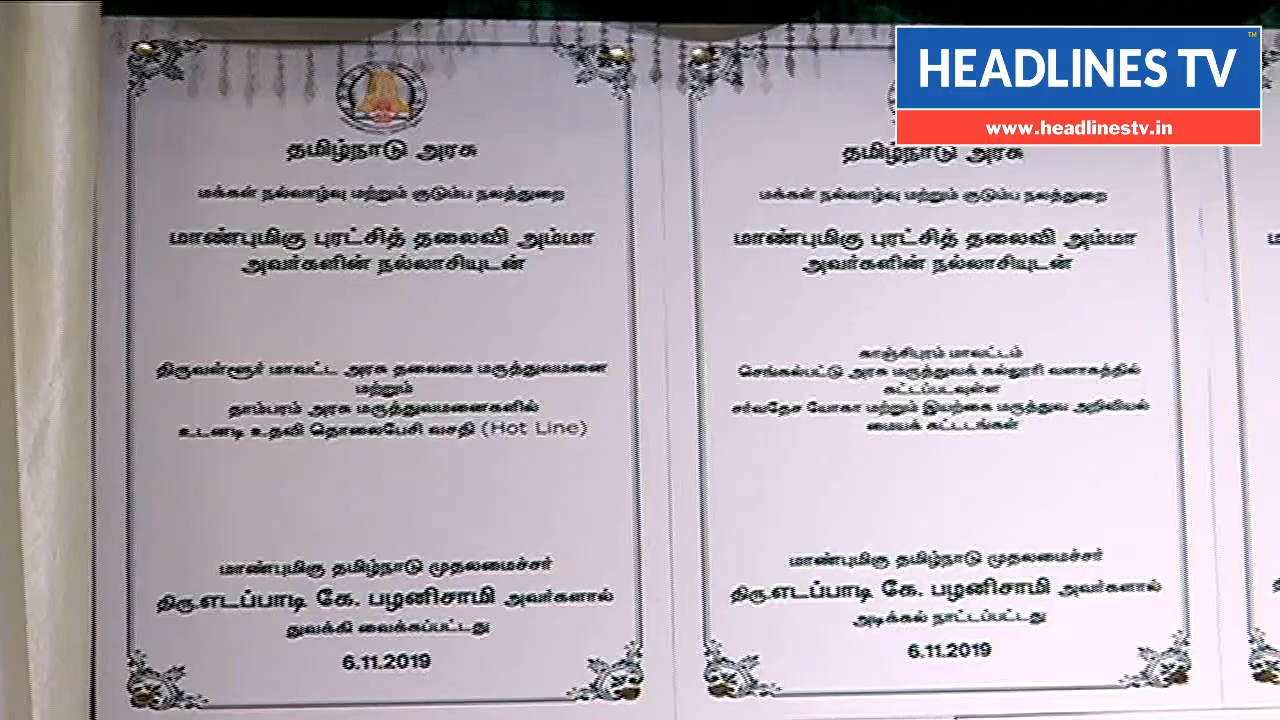 HEADLINES TV
TM
www.headlinestv.in
தமிழ்நாடு அரசு
மக்கள் நல்வாழ்வு மற்றும் குடும்ப நலத்துறை
மாண்புமிகு புரட்சித் தலைவி அம்மா
அவர்களின் நல்லாசியுடன்
திருவள்ளூர் மாவட்ட அரசு தலைமை மருத்துவமனை
மற்றும்
தாம்பரம் அரசு மருத்துவமனைகளில்
உடனடி உதவி தொலைபேசி வசதி (Hot Line)
மாண்புமிகு தமிழ்நாடு முதலமைச்சர்
திரு.எடப்பாடி கே. பழனிசாமி அவர்களால்
துவக்கி வைக்கப்பட்டது
6.11.2019
தமிழ்நாடு அரசு
மக்கள் நல்வாழ்வு மற்றும் குடும்ப நலத்துறை
மாண்புமிகு புரட்சித் தலைவி அம்மா
அவர்களின் நல்லாசியுடன்
காஞ்சிபுரம் மாவட்டம்
செங்கல்பட்டு அரசு மருத்துவக் கல்லூரி வளாகத்தில்
கட்டப்படவுள்ள
சர்வதேச யோகா மற்றும் இயற்கை மருத்துவ அறிவியல்
மையக் கட்டடங்கள்
மாண்புமிகு தமிழ்நாடு முதலமைச்சர்
திரு.எடப்பாடி கே. பழனிசாமி அவர்களால்
அடிக்கல் நாட்டப்பட்டது
6.11.2019